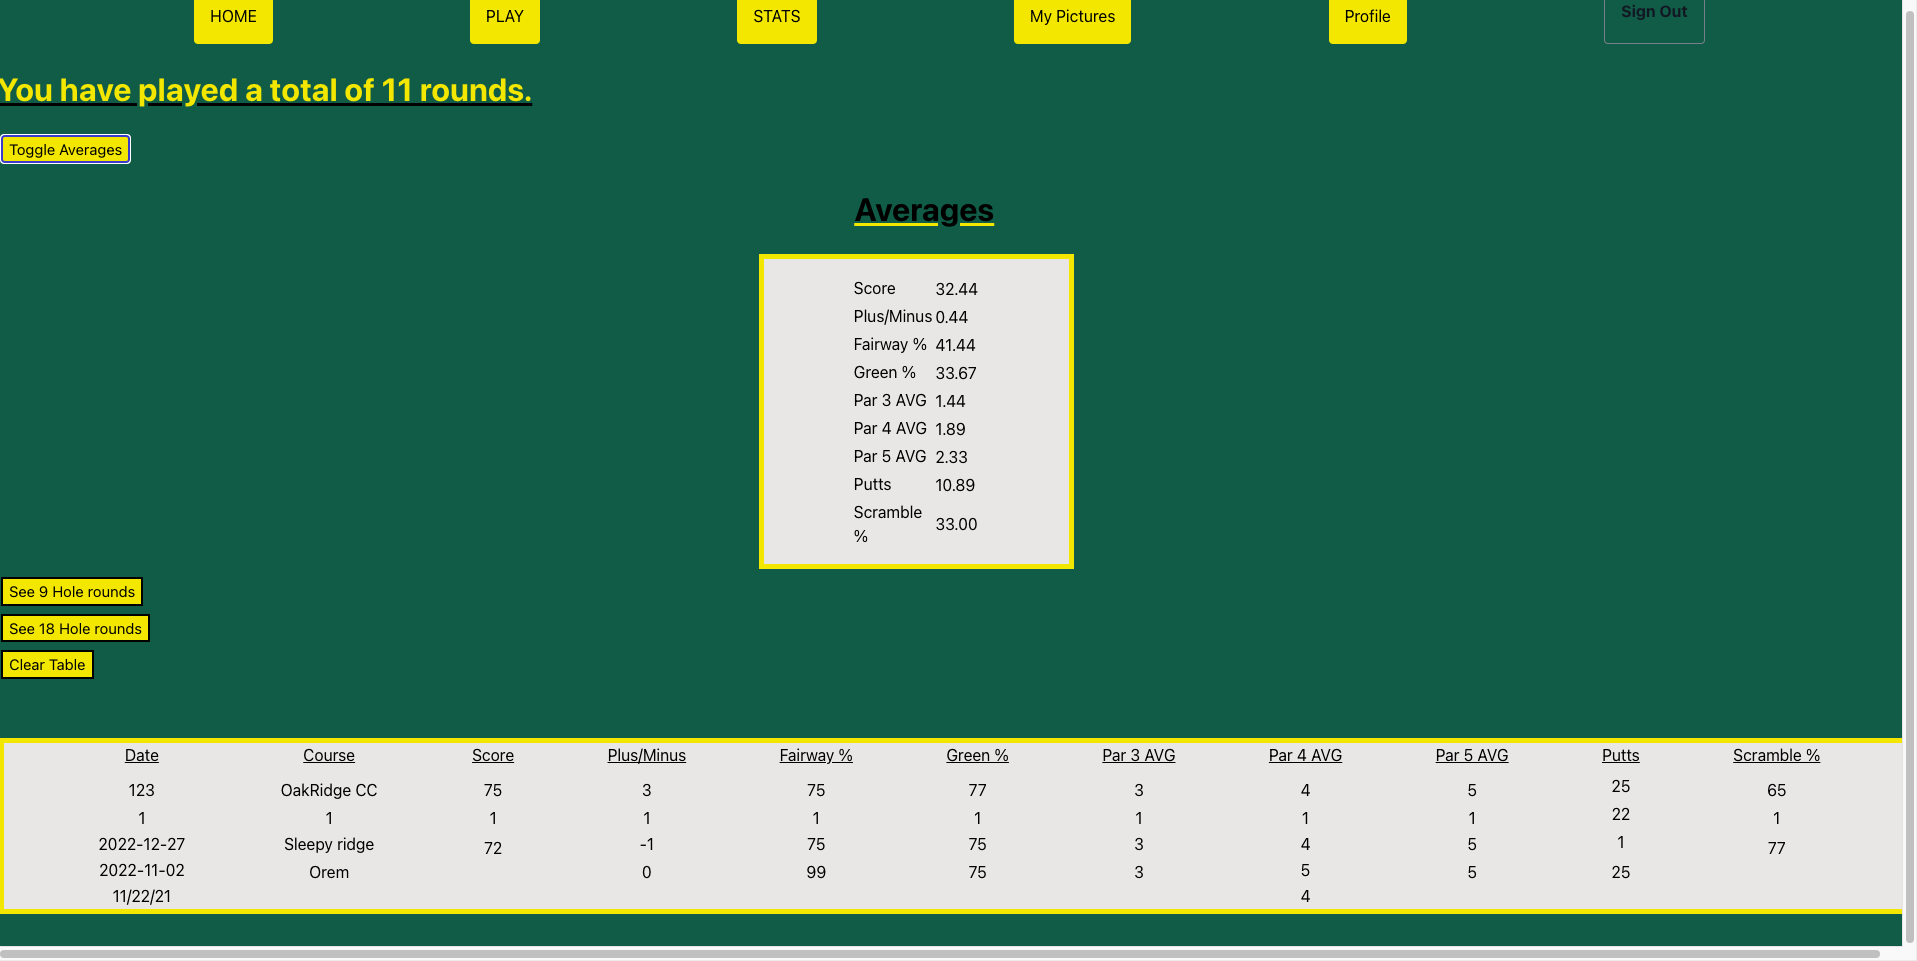 HOME PLAY STATS My Pictures Profile Sign Out
You have played a total of 11 rounds.
Toggle Averages
Averages
Score 32.44
Plus/Minus 0.44
Fairway % 41.44
Green % 33.67
Par 3 AVG 1.44
Par 4 AVG 1.89
Par 5 AVG 2.33
Putts 10.89
Scramble
% 33.00
See 9 Hole rounds
See 18 Hole rounds
Clear Table
Date Course Score Plus/Minus Fairway % Green % Par 3 AVG Par 4 AVG Par 5 AVG Putts Scramble %
123 OakRidge CC 75 3 75 77 3 4 5 25 65
1 1 1 1 1 1 1 1 1 22 1
2022-12-27 Sleepy ridge 72 -1 75 75 3 4 5 1 77
2022-11-02 Orem 0 99 75 3 5 5 25
11/22/21 4